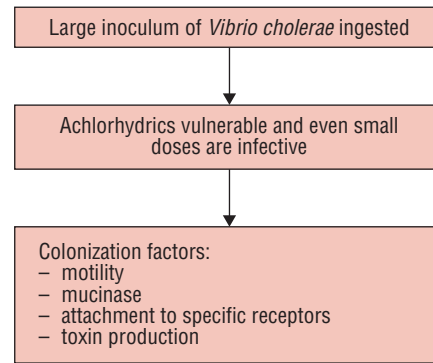 Large inoculum of Vibrio cholerae ingested
Achlorhydrics vulnerable and even small
doses are infective
Colonization factors:
– motility
– mucinase
– attachment to specific receptors
– toxin production